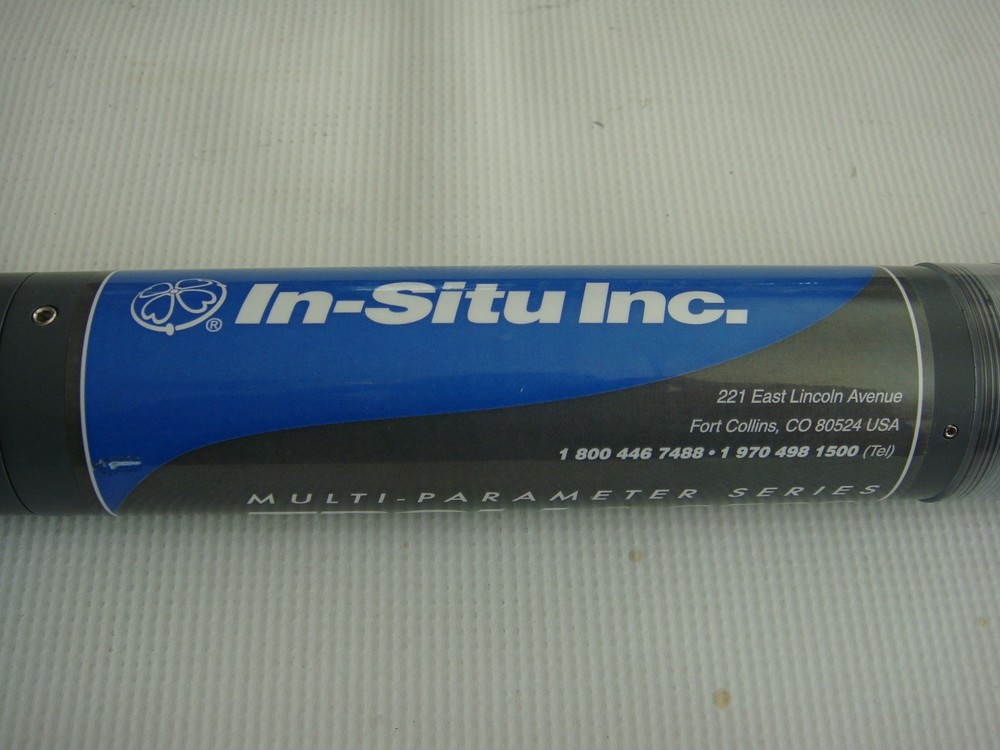 In-Situ Inc.
®
221 East Lincoln Avenue
Fort Collins, CO 80524 USA
1 800 446 7488 • 1 970 498 1500 (Tel)
MULTI-PARAMETER SERIES